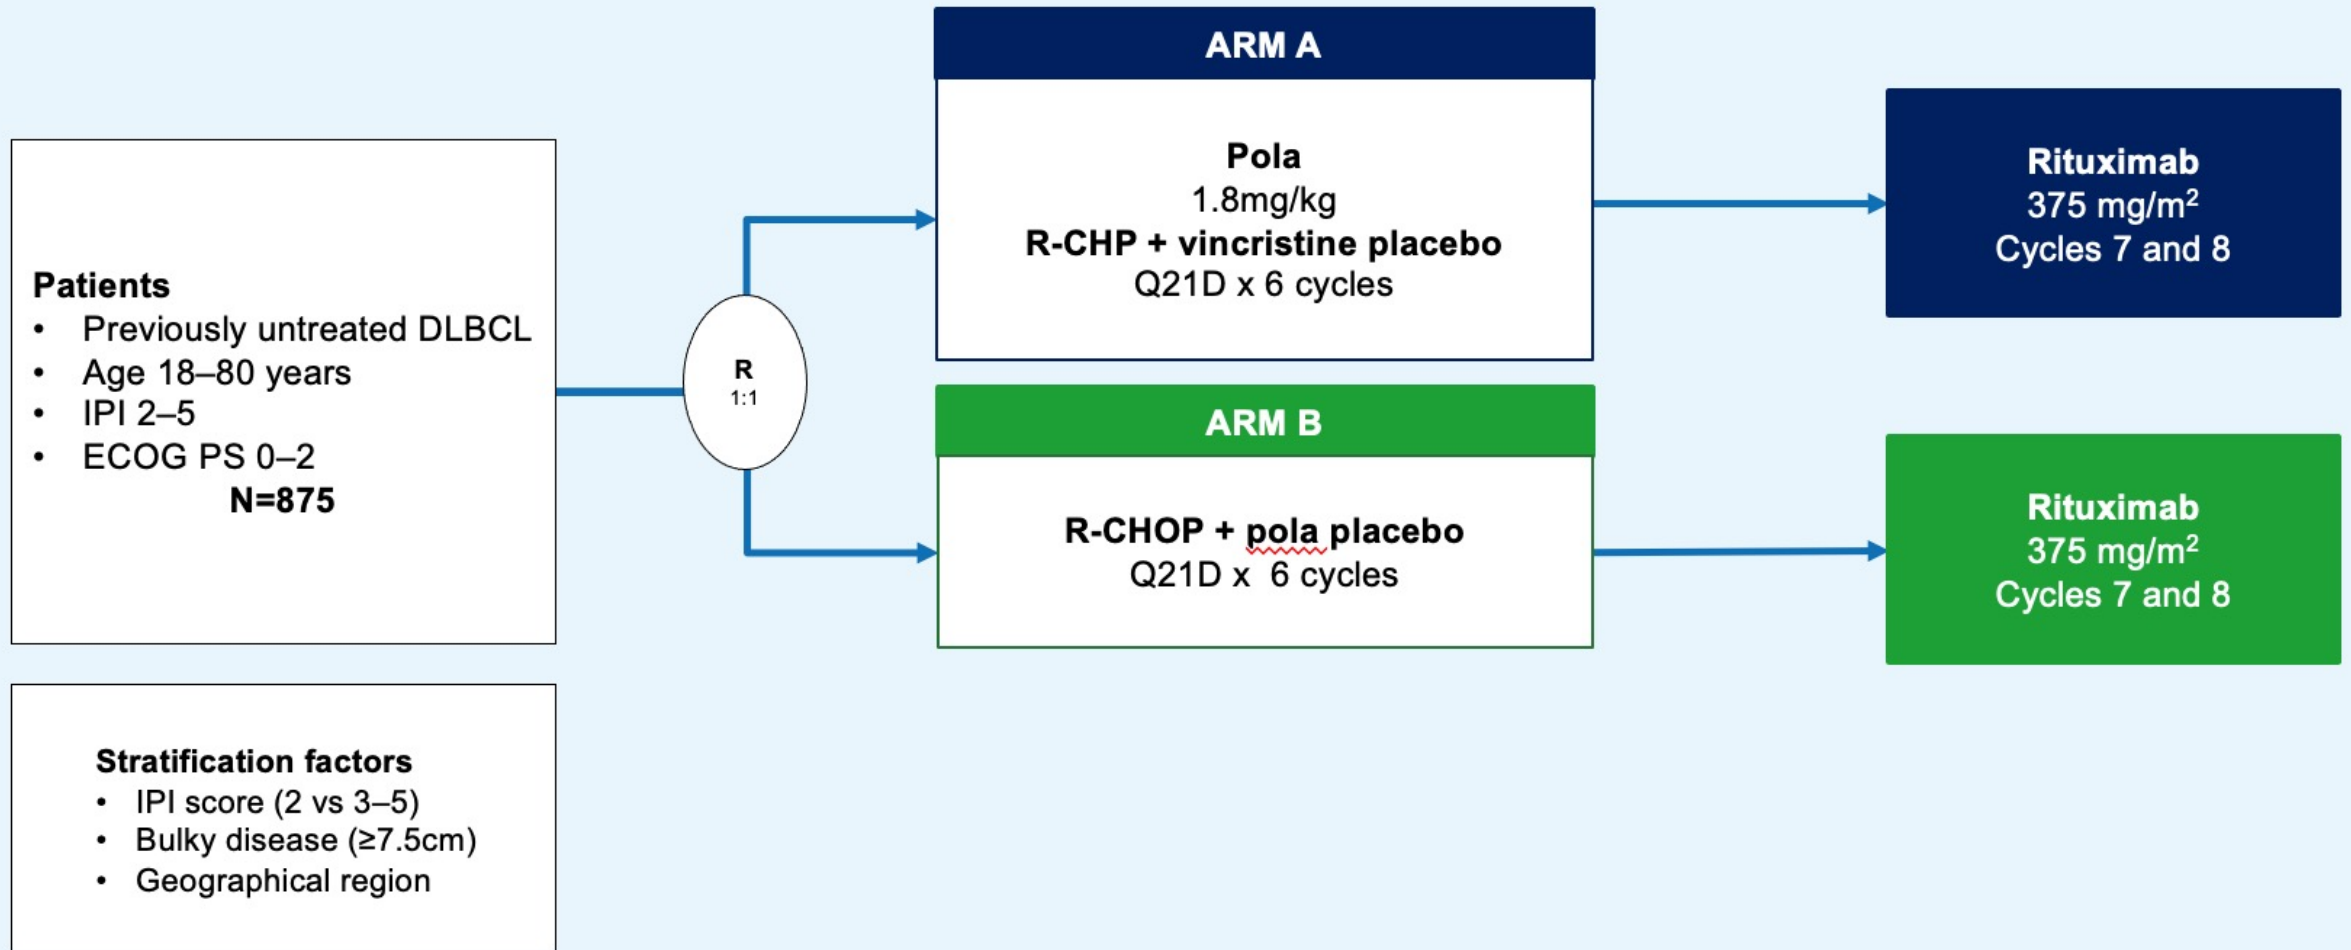 Patients
• Previously untreated DLBCL
• Age 18–80 years
• IPI 2–5
• ECOG PS 0–2
N=875
Stratification factors
• IPI score (2 vs 3–5)
• Bulky disease (≥7.5cm)
• Geographical region
R
1:1
ARM A
Pola
1.8mg/kg
R-CHP + vincristine placebo
Q21D x 6 cycles
Rituximab
375 mg/m²
Cycles 7 and 8
ARM B
R-CHOP + pola placebo
Q21D x  6 cycles
Rituximab
375 mg/m²
Cycles 7 and 8